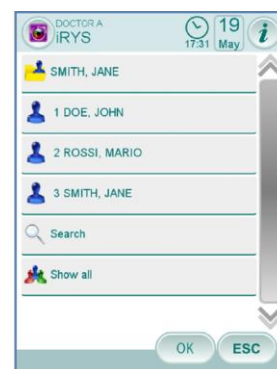 DOCTOR A
iRYS
17:31
19
May
i
SMITH, JANE
1 DOE, JOHN
2 ROSSI, MARIO
3 SMITH, JANE
Search
Show all
OK
ESC